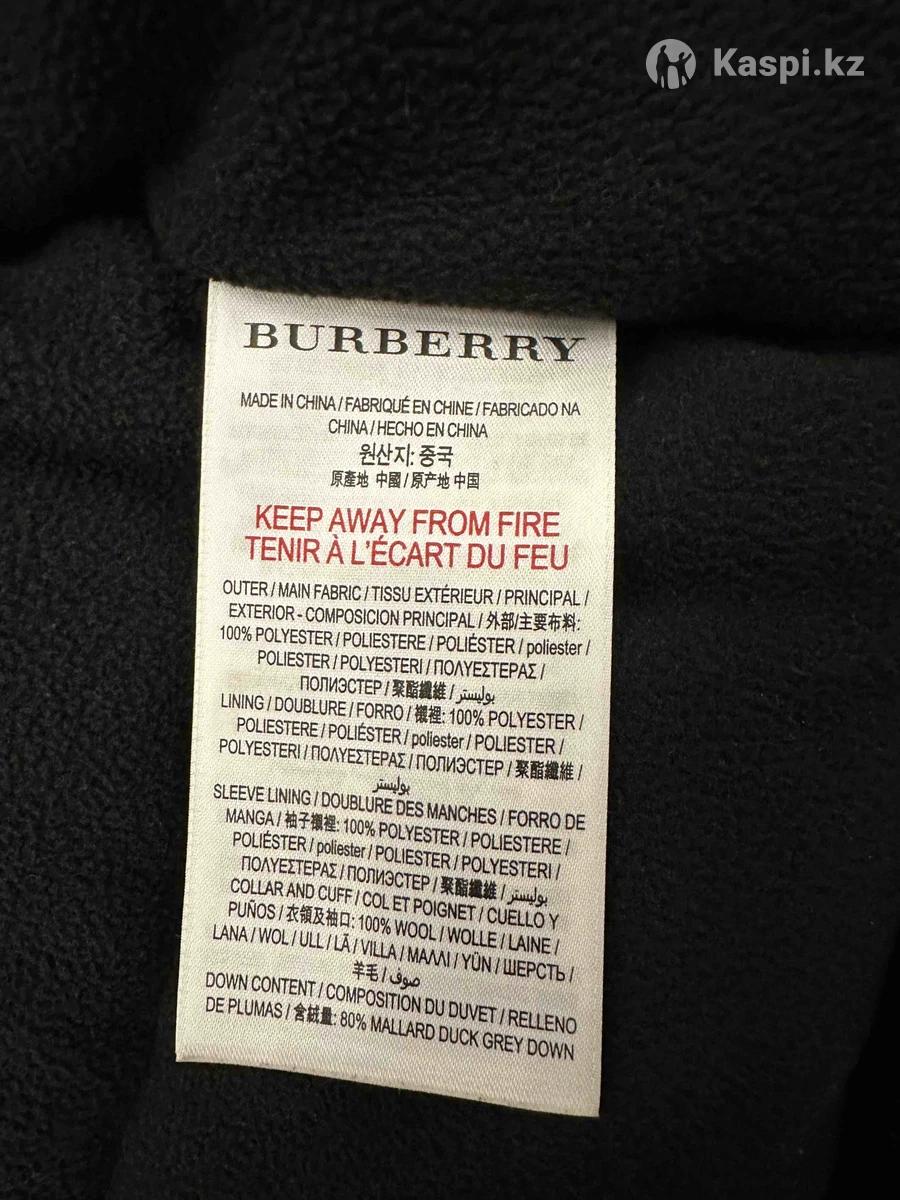 Kaspi.kz
BURBERRY
MADE IN CHINA / FABRIQUÉ EN CHINE / FABRICADO NA
CHINA / HECHO EN CHINA
원산지: 중국
原產地 中國 / 原产地 中国
KEEP AWAY FROM FIRE
TENIR À L'ÉCART DU FEU
OUTER / MAIN FABRIC / TISSU EXTÉRIEUR / PRINCIPAL /
EXTERIOR - COMPOSICION PRINCIPAL / 外部/主要布料:
100% POLYESTER / POLIESTERE / POLIÉSTER / poliester /
POLIESTER / POLYESTERI / ΠΟΛΥΕΣΤΕΡΑΣ /
ПОЛИЭСТЕР / 聚酯纖維 / بوليستر
LINING / DOUBLURE / FORRO / 襯裡: 100% POLYESTER /
POLIESTERE / POLIÉSTER / poliester / POLIESTER /
POLYESTERI / ΠΟΛΥΕΣΤΕΡΑΣ / ПОЛИЭСТЕР / 聚酯纖維 /
بوليستر
SLEEVE LINING / DOUBLURE DES MANCHES / FORRO DE
MANGA / 袖子襯裡: 100% POLYESTER / POLIESTERE /
POLIÉSTER / poliester / POLIESTER / POLYESTERI /
ΠΟΛΥΕΣΤΕΡΑΣ / ПОЛИЭСТЕР / 聚酯纖維 / بوليستر
COLLAR AND CUFF / COL ET POIGNET / CUELLO Y
PUÑOS / 衣領及袖口: 100% WOOL / WOLLE / LAINE /
LANA / WOL / ULL / LÃ / VILLA / ΜΑΛΛΙ / YÜN / ШЕРСТЬ /
羊毛 / صوف
DOWN CONTENT / COMPOSITION DU DUVET / RELLENO
DE PLUMAS / 含絨量: 80% MALLARD DUCK GREY DOWN